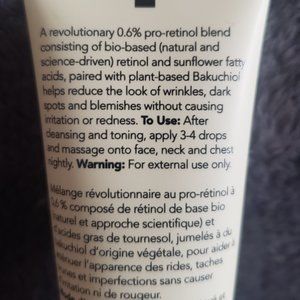 A revolutionary 0.6% pro-retinol blend
consisting of bio-based (natural and
science-driven) retinol and sunflower fatty
acids, paired with plant-based Bakuchiol
helps reduce the look of wrinkles, dark
spots and blemishes without causing
irritation or redness. To Use: After
cleansing and toning, apply 3-4 drops
and massage onto face, neck and chest
nightly. Warning: For external use only.
Mélange révolutionnaire au pro-rétinol à
0,6 % composé de rétinol de base bio
naturel et approche scientifique) et
d'acides gras de tournesol, jumelés à du
bakuchiol d'origine végétale, pour aider à
atténuer l'apparence des rides, taches
et imperfections sans causer
irritation ni de rougeur.